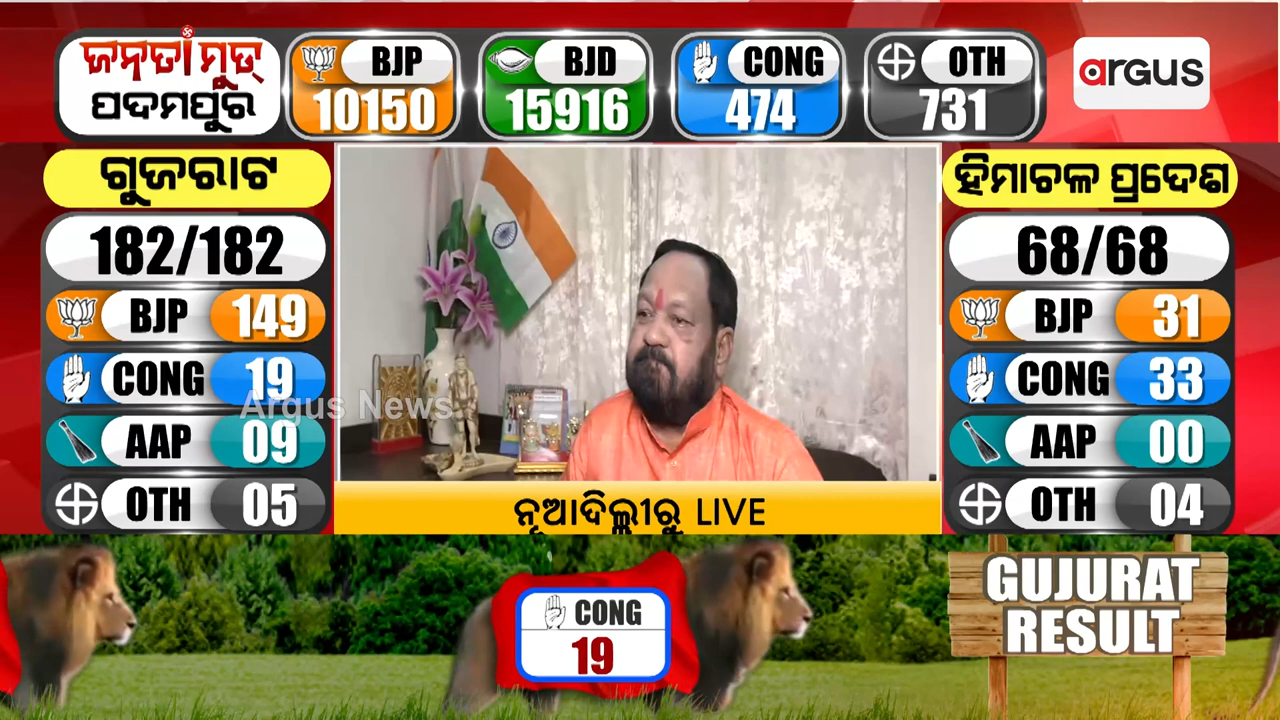 ଜନତା ମୁଡ୍
ପଦମପୁର
BJP
10150
BJD
15916
CONG
474
OTH
731
argus
ଗୁଜରାଟ
182/182
BJP 149
CONG 19
AAP 09
OTH 05
Argus News
ନୂଆଦିଲ୍ଲୀରୁ LIVE
ହିମାଚଳ ପ୍ରଦେଶ
68/68
BJP 31
CONG 33
AAP 00
OTH 04
CONG
19
GUJURAT
RESULT